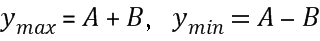 y_max = A + B, y_min = A − B